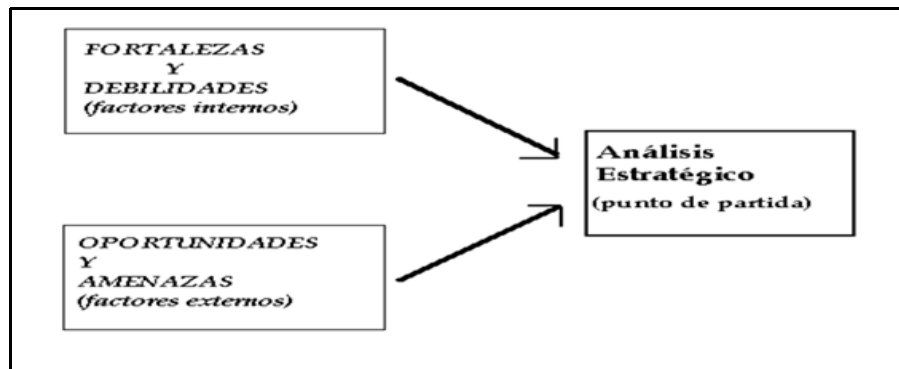 FORTALEZAS
Y
DEBILIDADES
(factores internos)
OPORTUNIDADES
Y
AMENAZAS
(factores externos)
Análisis
Estratégico
(punto de partida)